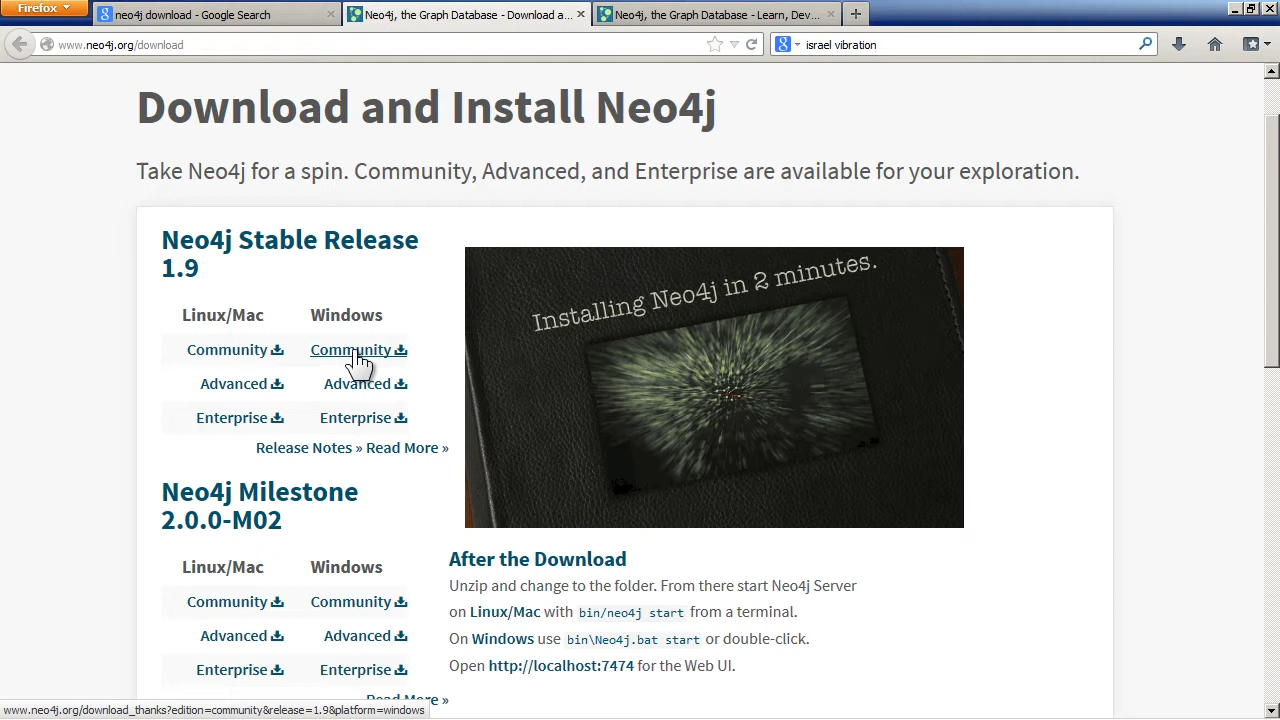 Firefox
neo4j download - Google Search
Neo4j, the Graph Database - Download a...
Neo4j, the Graph Database - Learn, Dev...
www.neo4j.org/download
israel vibration
Download and Install Neo4j
Take Neo4j for a spin. Community, Advanced, and Enterprise are available for your exploration.
Neo4j Stable Release
1.9
Linux/Mac Windows
Community Community
Advanced Advanced
Enterprise Enterprise
Release Notes » Read More »
Installing Neo4j in 2 minutes.
Neo4j Milestone
2.0.0-M02
Linux/Mac Windows
Community Community
Advanced Advanced
Enterprise Enterprise
Read More »
After the Download
Unzip and change to the folder. From there start Neo4j Server
on Linux/Mac with bin/neo4j start from a terminal.
On Windows use bin\Neo4j.bat start or double-click.
Open http://localhost:7474 for the Web UI.
www.neo4j.org/download_thanks?edition=community&release=1.9&platform=windows